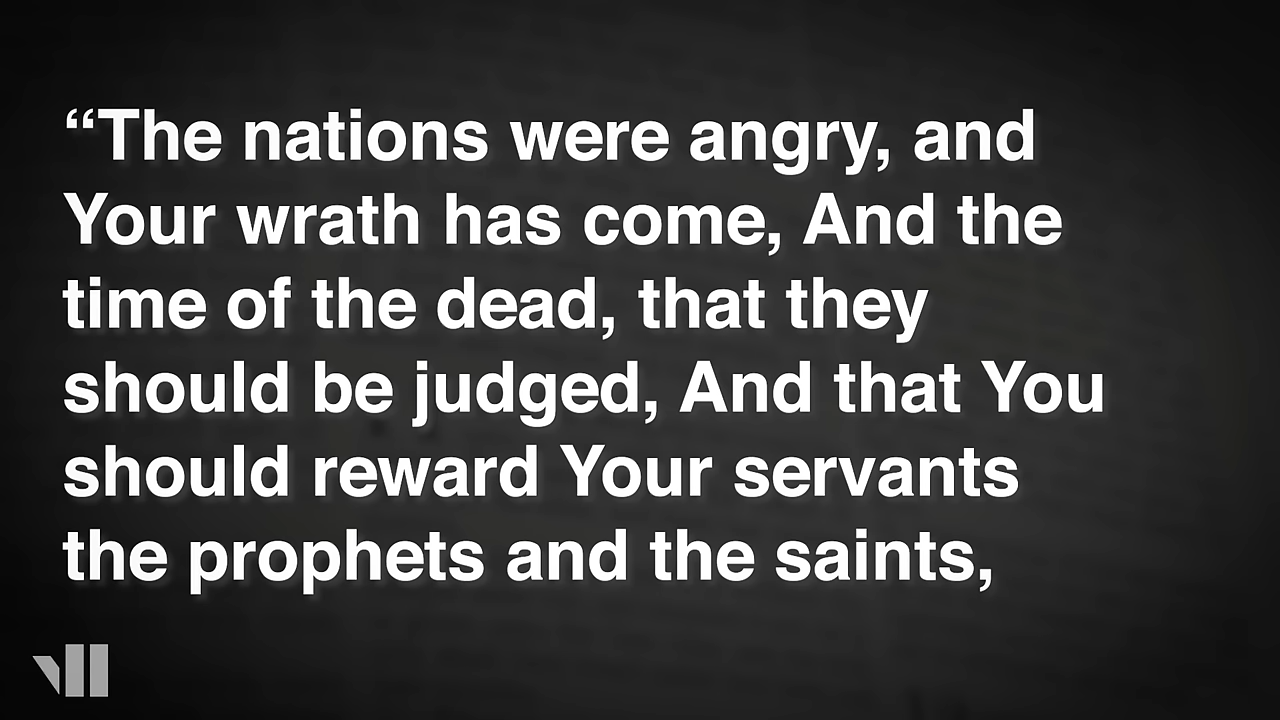 “The nations were angry, and
Your wrath has come, And the
time of the dead, that they
should be judged, And that You
should reward Your servants
the prophets and the saints,